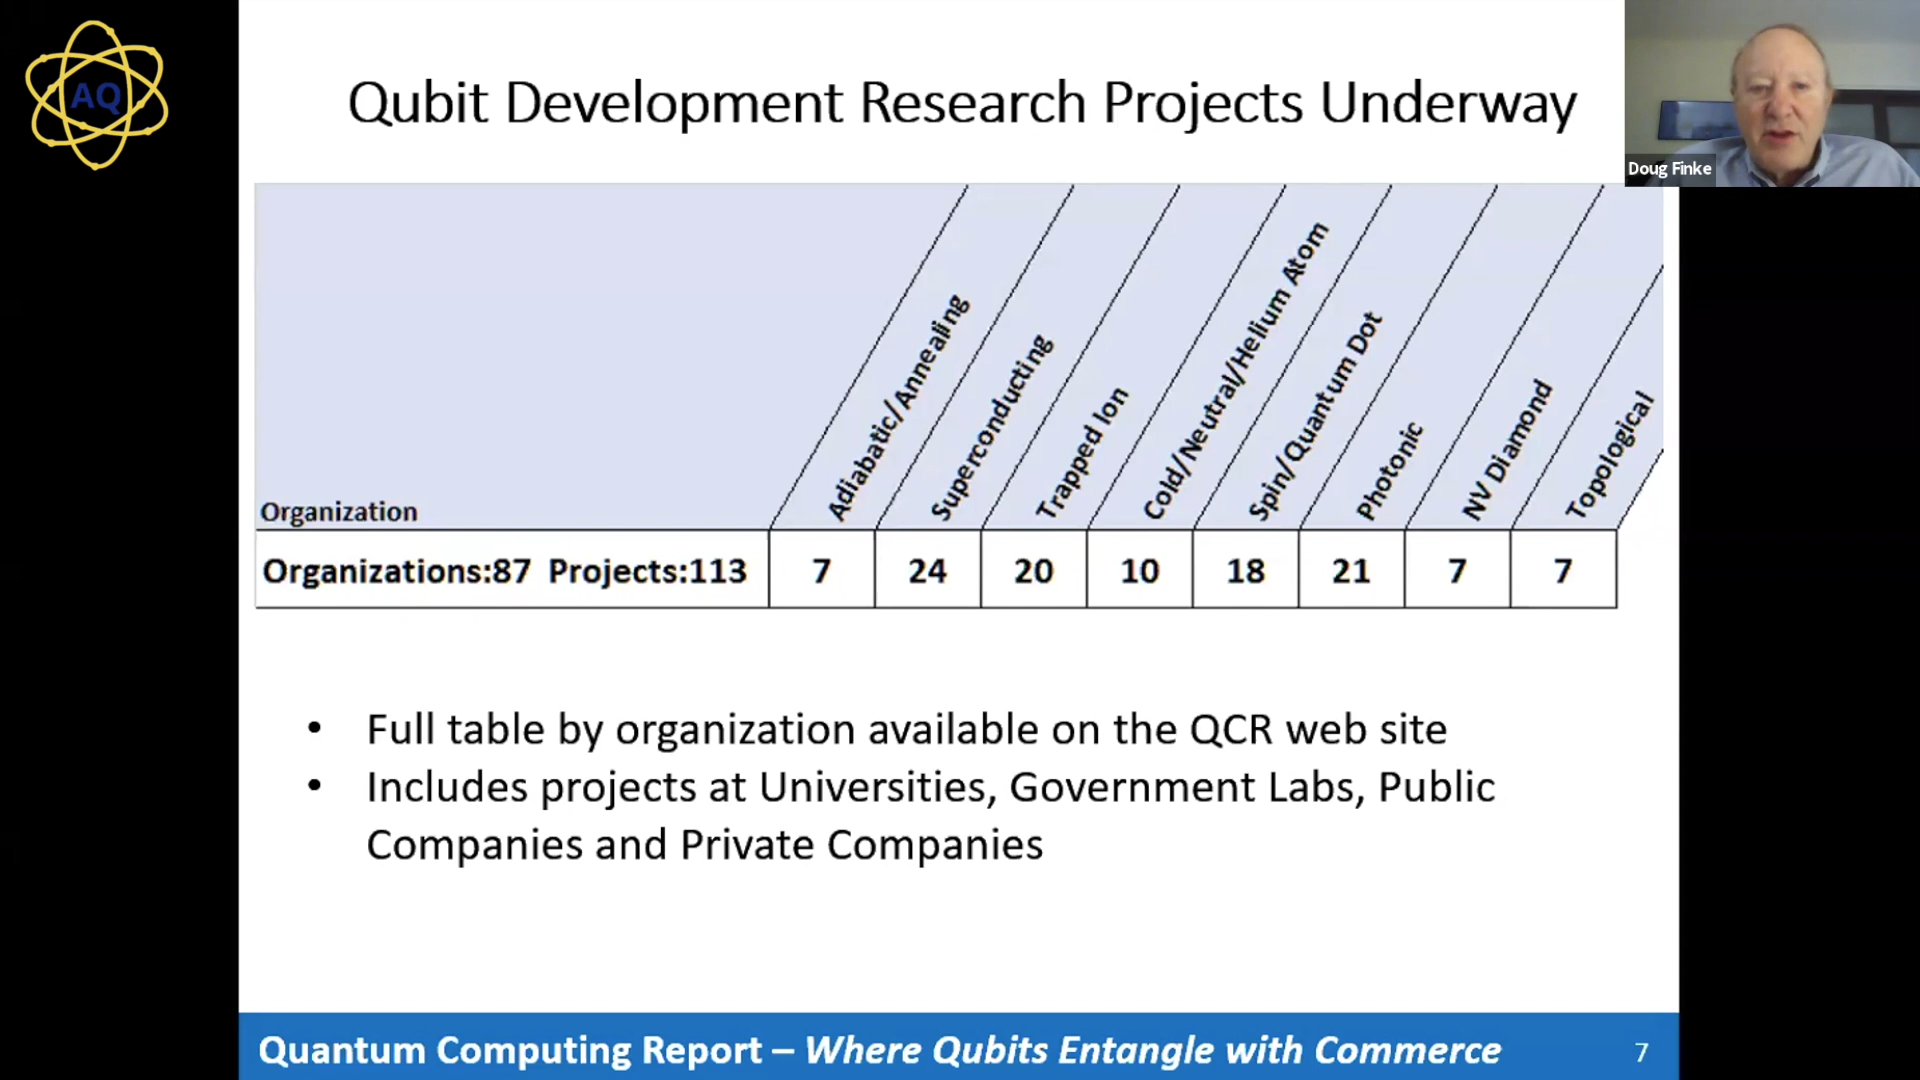 AQ
Qubit Development Research Projects Underway
Doug Finke
Organization
Adiabatic/Annealing
Superconducting
Trapped Ion
Cold/Neutral/Helium Atom
Spin/Quantum Dot
Photonic
NV Diamond
Topological
Organizations:87 Projects:113 7 24 20 10 18 21 7 7
• Full table by organization available on the QCR web site
• Includes projects at Universities, Government Labs, Public
Companies and Private Companies
Quantum Computing Report – Where Qubits Entangle with Commerce 7